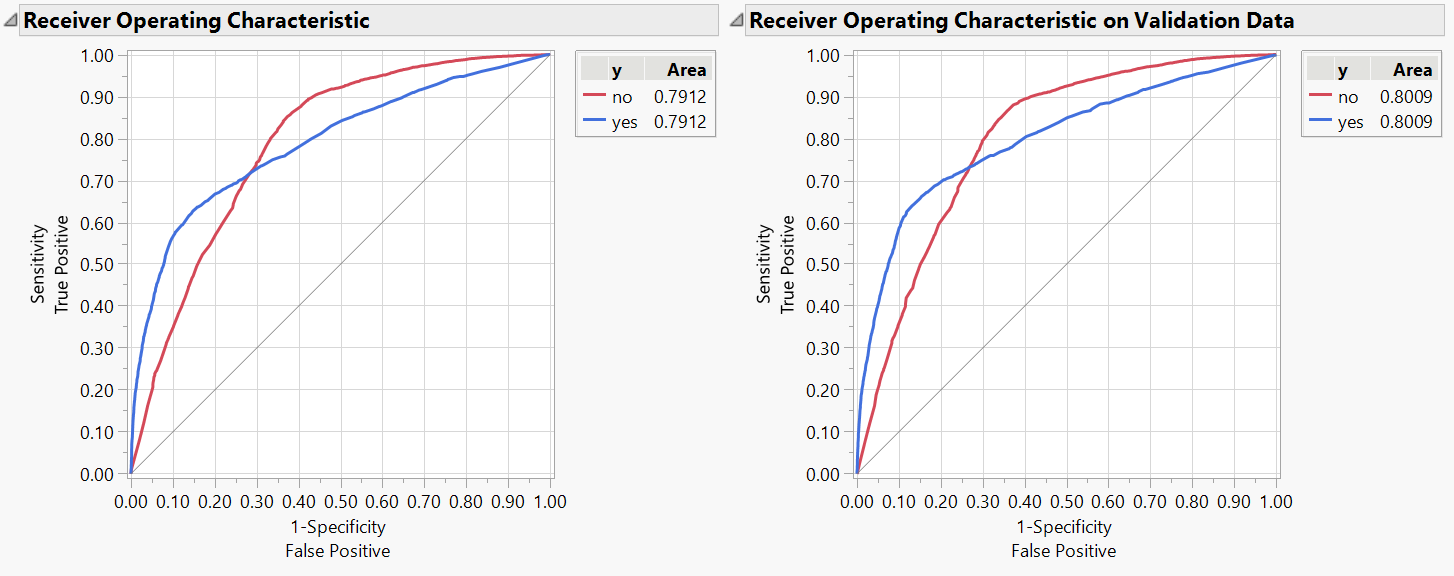 Receiver Operating Characteristic
1.00
0.90
0.80
0.70
0.60
0.50
0.40
0.30
0.20
0.10
0.00
Sensitivity
True Positive
0.00 0.10 0.20 0.30 0.40 0.50 0.60 0.70 0.80 0.90 1.00
1-Specificity
False Positive
y Area
no 0.7912
yes 0.7912
Receiver Operating Characteristic on Validation Data
1.00
0.90
0.80
0.70
0.60
0.50
0.40
0.30
0.20
0.10
0.00
Sensitivity
True Positive
0.00 0.10 0.20 0.30 0.40 0.50 0.60 0.70 0.80 0.90 1.00
1-Specificity
False Positive
y Area
no 0.8009
yes 0.8009